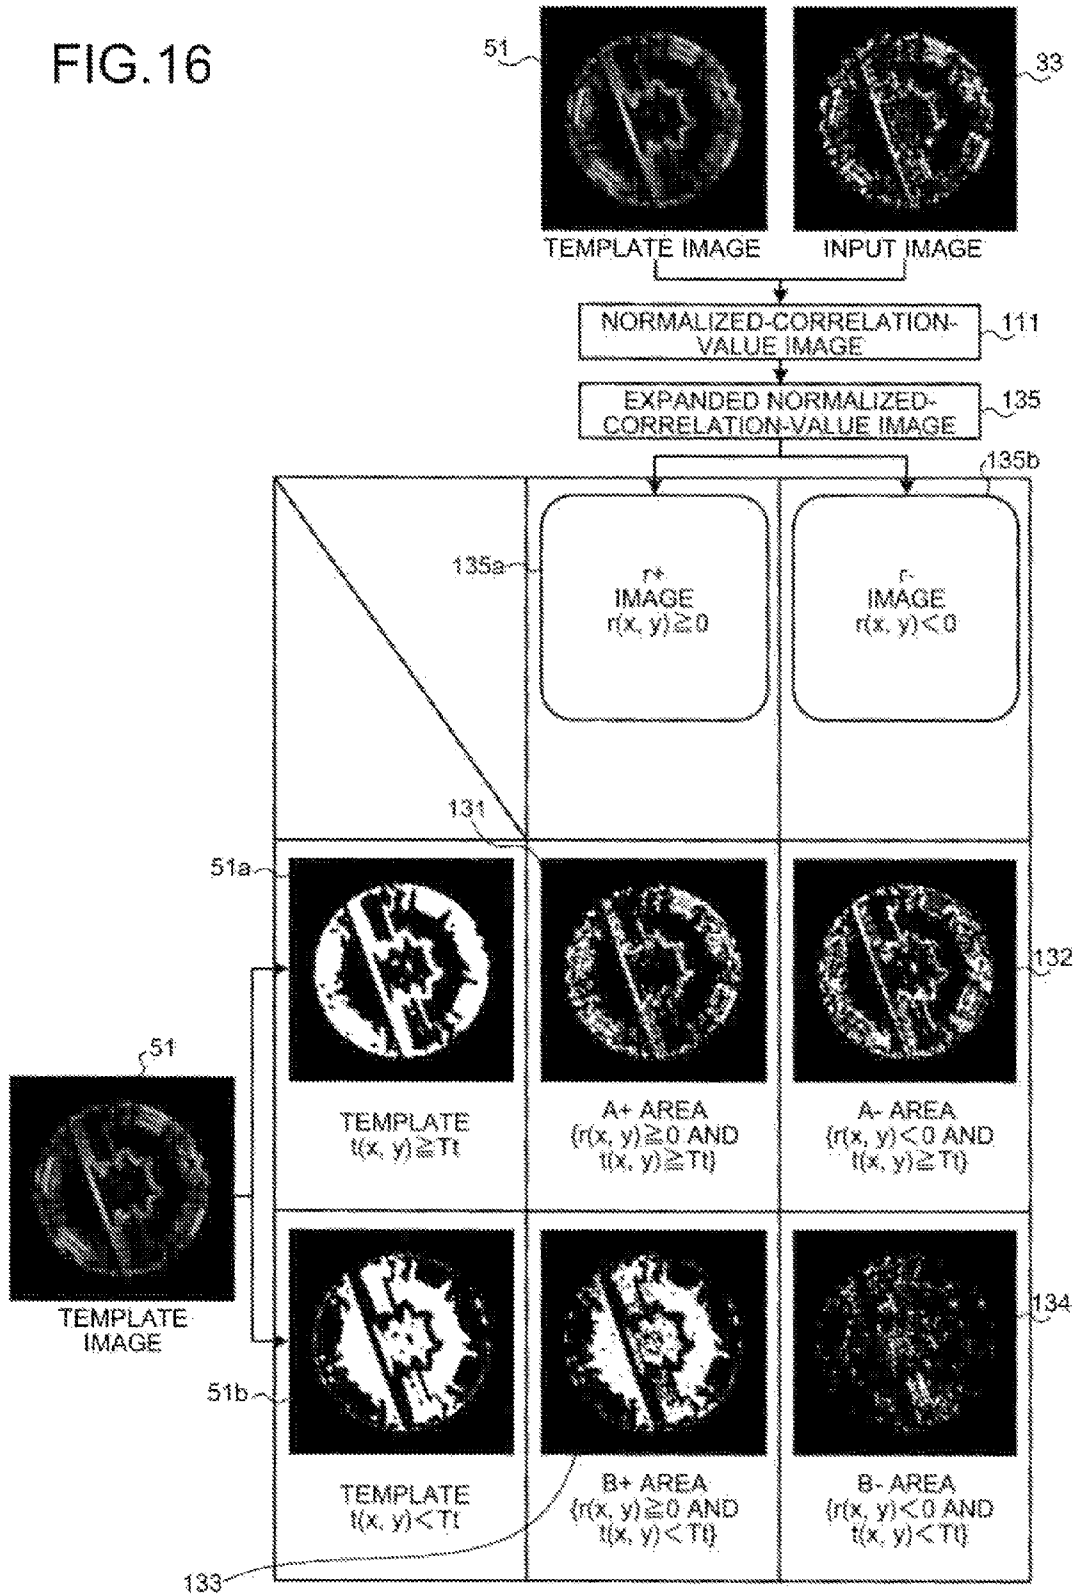 FIG.16
51
33
TEMPLATE IMAGE
INPUT IMAGE
NORMALIZED-CORRELATION-
VALUE IMAGE
111
EXPANDED NORMALIZED-
CORRELATION-VALUE IMAGE
135
135b
135a
r+
IMAGE
r(x, y)≧0
r-
IMAGE
r(x, y)<0
131
51a
132
TEMPLATE
t(x, y)≧Tt
A+ AREA
{r(x, y)≧0 AND
t(x, y)≧Tt}
A- AREA
{r(x, y)<0 AND
t(x, y)≧Tt}
51
TEMPLATE
IMAGE
134
51b
TEMPLATE
t(x, y)<Tt
B+ AREA
{r(x, y)≧0 AND
t(x, y)<Tt}
B- AREA
{r(x, y)<0 AND
t(x, y)<Tt}
133